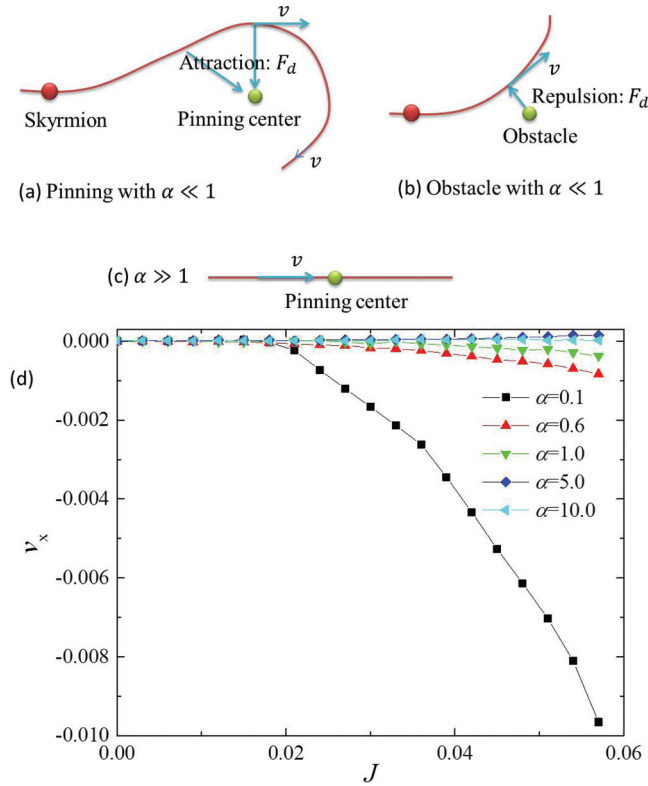 v
Attraction: F_d
Skyrmion
Pinning center
v
(a) Pinning with α ≪ 1
v
Repulsion: F_d
Obstacle
(b) Obstacle with α ≪ 1
(c) α ≫ 1
v
Pinning center
(d)
0.000
-0.002
-0.004
-0.006
-0.008
-0.010
v_x
α=0.1
α=0.6
α=1.0
α=5.0
α=10.0
0.00 0.02 0.04 0.06
J